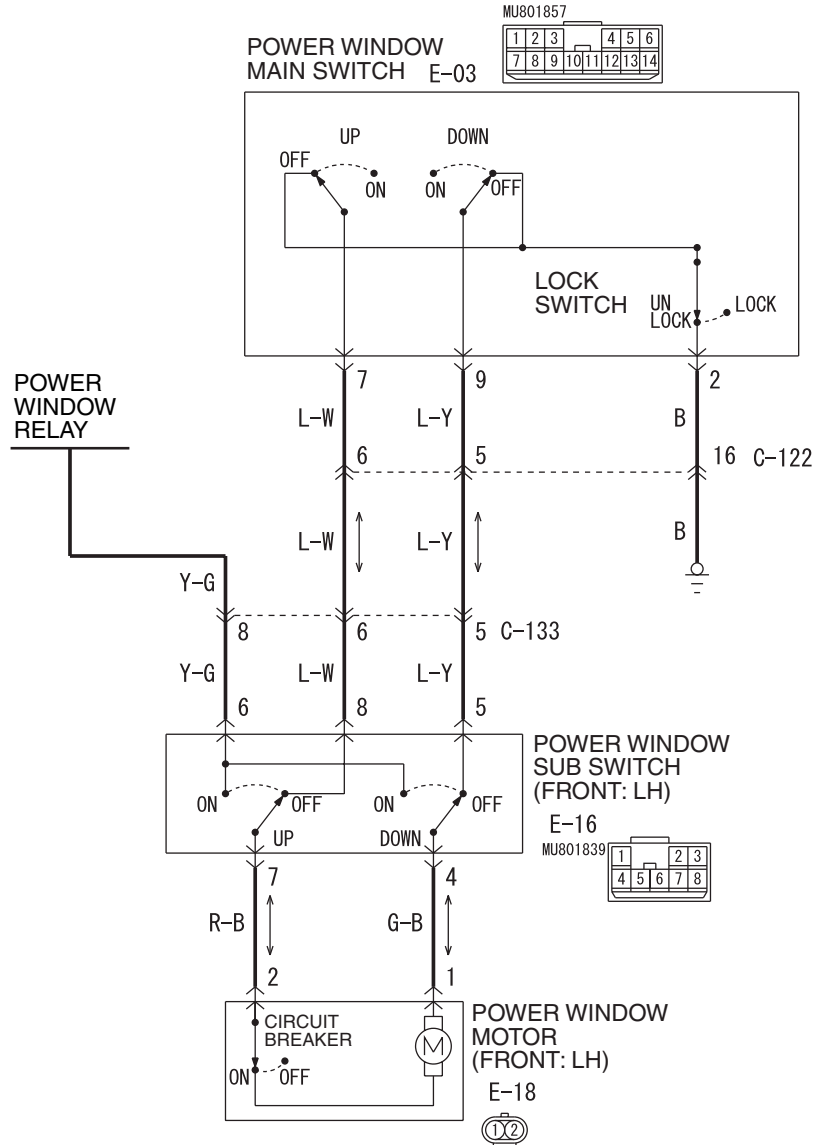 MU801857
1 2 3 4 5 6
7 8 9 10 11 12 13 14
POWER WINDOW
MAIN SWITCH E-03
UP DOWN
OFF ON ON OFF
LOCK
SWITCH
UN
LOCK
LOCK
7 9 2
POWER
WINDOW
RELAY
L-W L-Y B
6 5 16 C-122
L-W L-Y B
Y-G
8 6 5 C-133
Y-G L-W L-Y
6 8 5
POWER WINDOW
SUB SWITCH
(FRONT: LH)
ON OFF ON OFF
UP DOWN
E-16
MU801839
1 2 3
4 5 6 7 8
7 4
R-B G-B
2 1
CIRCUIT
BREAKER
M
ON OFF
POWER WINDOW
MOTOR
(FRONT: LH)
E-18
1 2